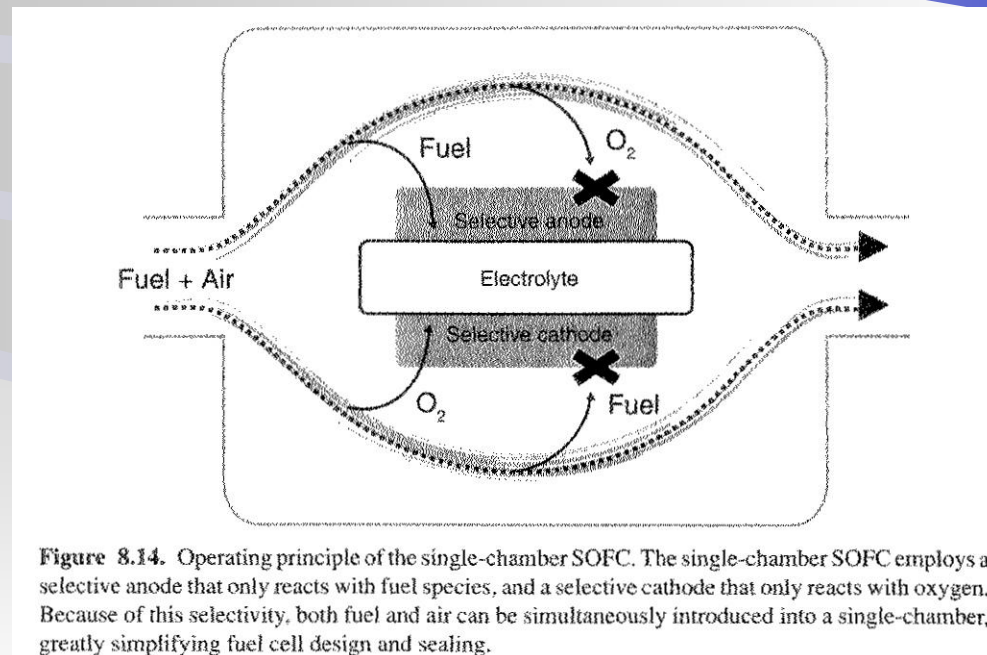 Fuel
O2
Selective anode
Fuel + Air
Electrolyte
Selective cathode
O2
Fuel
Figure 8.14. Operating principle of the single-chamber SOFC. The single-chamber SOFC employs a
selective anode that only reacts with fuel species, and a selective cathode that only reacts with oxygen.
Because of this selectivity, both fuel and air can be simultaneously introduced into a single-chamber,
greatly simplifying fuel cell design and sealing.